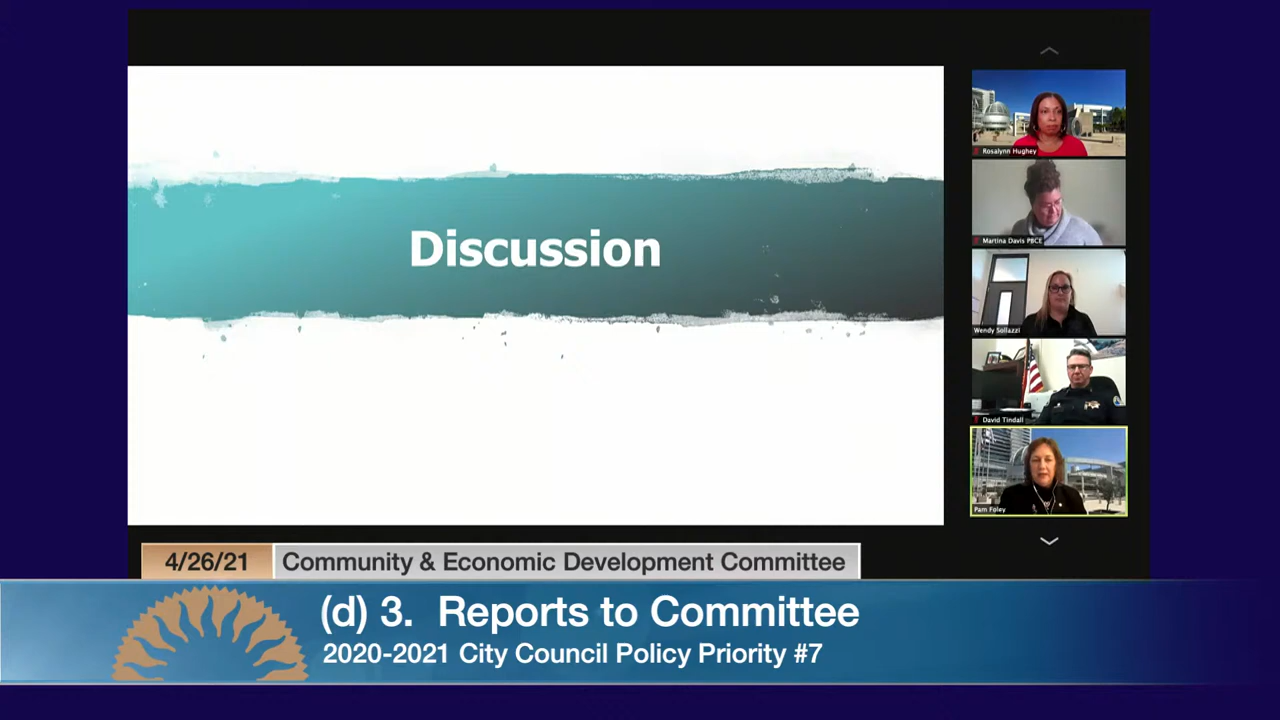 Discussion
Rosalynn Hughey
Martina Davis PBCE
Wendy Sollazzi
David Tindall
Pam Foley
4/26/21
Community & Economic Development Committee
(d) 3. Reports to Committee
2020-2021 City Council Policy Priority #7